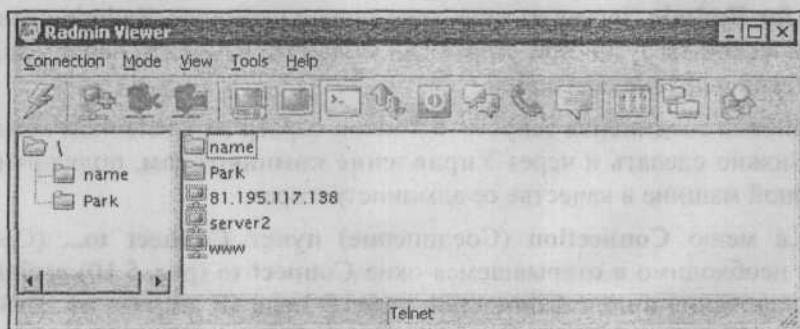 Radmin Viewer
Connection Mode View Tools Help
\
name
Park
name
Park
81.195.117.138
server2
www
Telnet